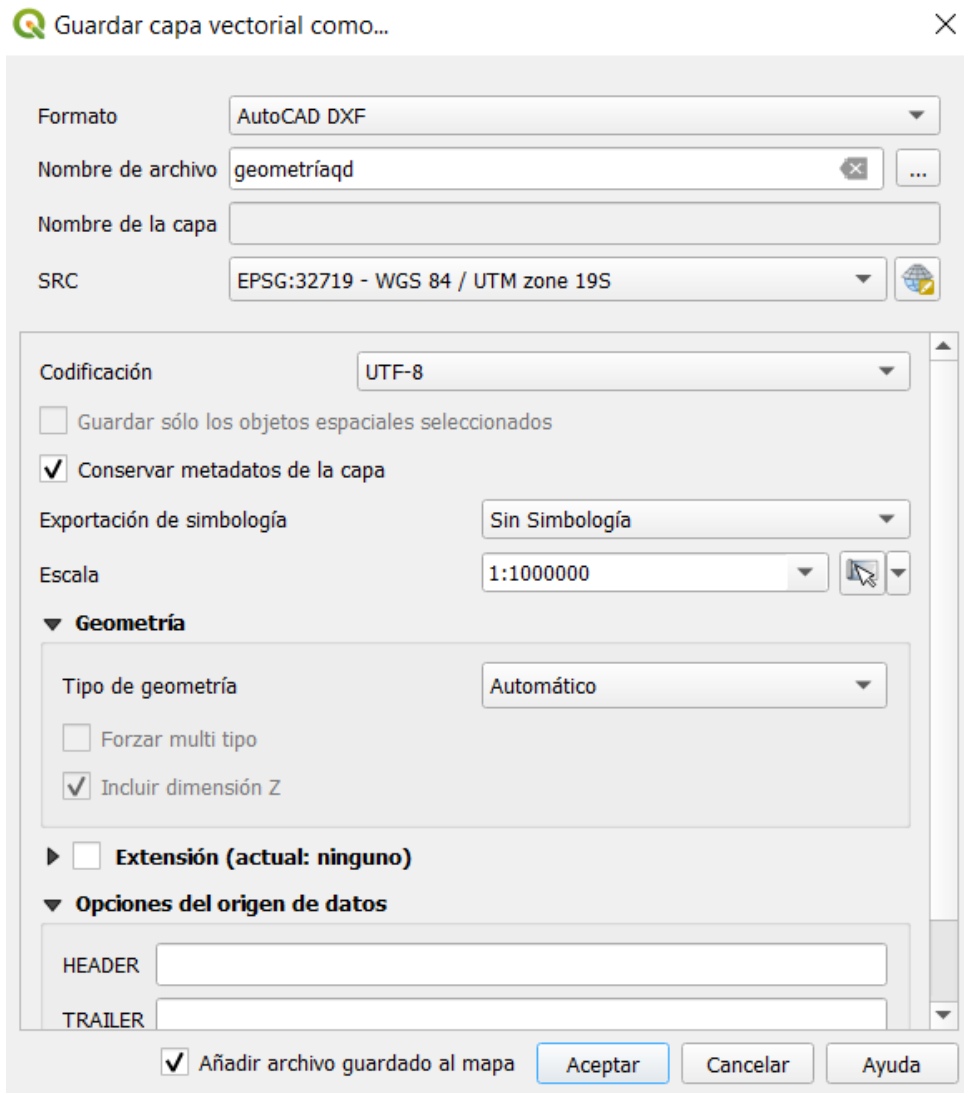 Guardar capa vectorial como...
Formato AutoCAD DXF
Nombre de archivo geometríaqd ...
Nombre de la capa
SRC EPSG:32719 - WGS 84 / UTM zone 19S
Codificación UTF-8
Guardar sólo los objetos espaciales seleccionados
Conservar metadatos de la capa
Exportación de simbología Sin Simbología
Escala 1:1000000
Geometría
Tipo de geometría Automático
Forzar multi tipo
Incluir dimensión Z
Extensión (actual: ninguno)
Opciones del origen de datos
HEADER
TRAILER
Añadir archivo guardado al mapa Aceptar Cancelar Ayuda